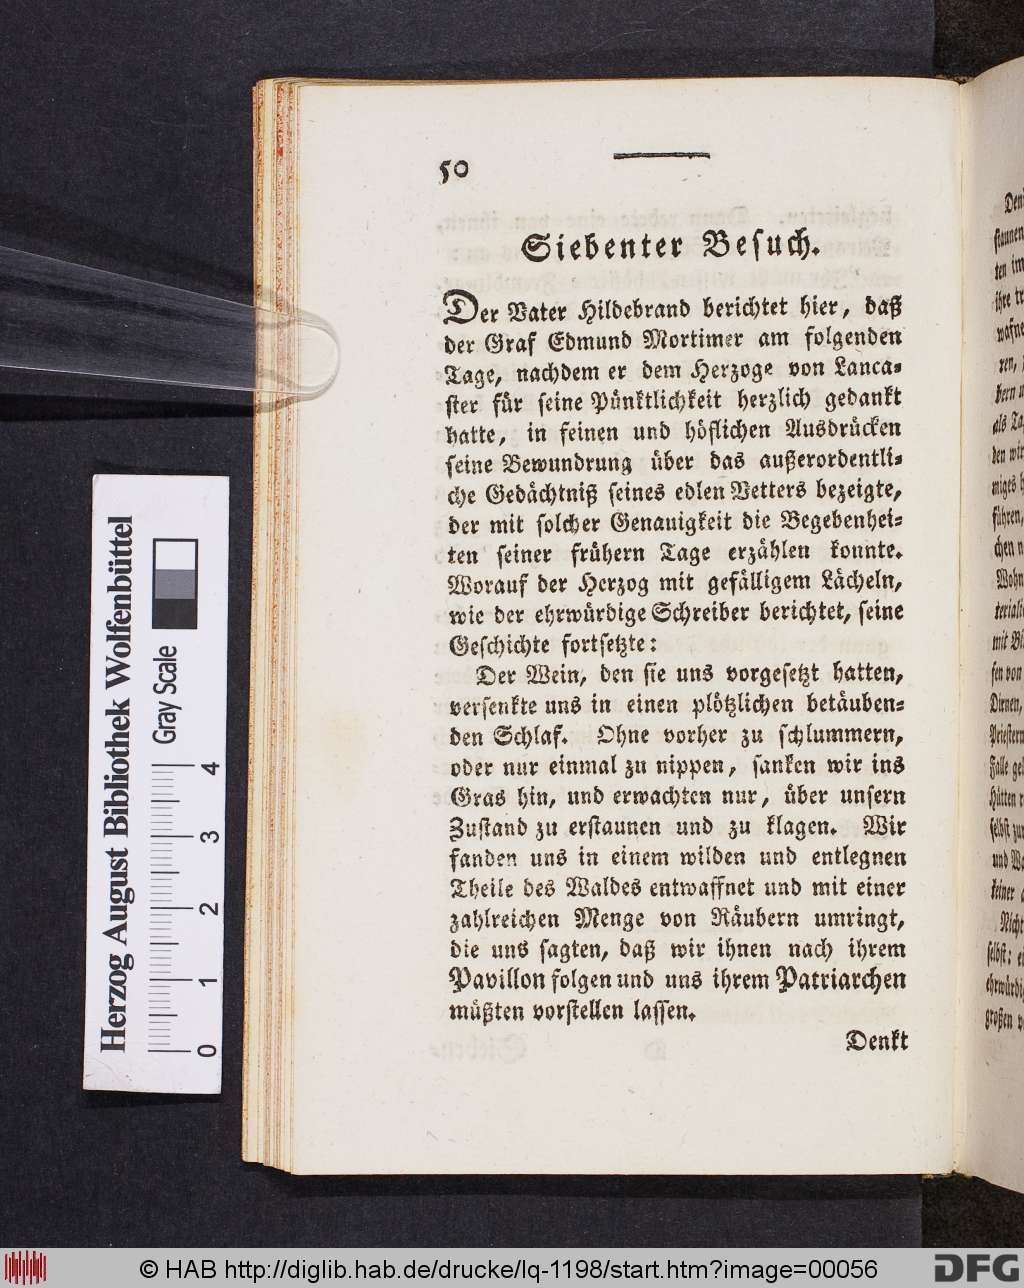 50
Siebenter Besuch.
Der Vater Hildebrand berichtet hier, daß
der Graf Edmund Mortimer am folgenden
Tage, nachdem er dem Herzoge von Lanca⸗
ster für seine Pünktlichkeit herzlich gedankt
hatte, in feinen und höflichen Ausdrücken
seine Bewundrung über das außerordentli⸗
che Gedächtniß seines edlen Vetters bezeigte,
der mit solcher Genauigkeit die Begebenhei⸗
ten seiner frühern Tage erzählen konnte.
Worauf der Herzog mit gefälligem Lächeln,
wie der ehrwürdige Schreiber berichtet, seine
Geschichte fortsetzte:
Der Wein, den sie uns vorgesetzt hatten,
versenkte uns in einen plötzlichen betäuben⸗
den Schlaf. Ohne vorher zu schlummern,
oder nur einmal zu nippen, sanken wir ins
Gras hin, und erwachten nur, über unsern
Zustand zu erstaunen und zu klagen. Wir
fanden uns in einem wilden und entlegnen
Theile des Waldes entwaffnet und mit einer
zahlreichen Menge von Räubern umringt,
die uns sagten, daß wir ihnen nach ihrem
Pavillon folgen und uns ihrem Patriarchen
müßten vorstellen lassen.
Denkt
Herzog August Bibliothek Wolfenbüttel
Gray Scale
0 1 2 3 4
© HAB http://diglib.hab.de/drucke/lq-1198/start.htm?image=00056
DFG